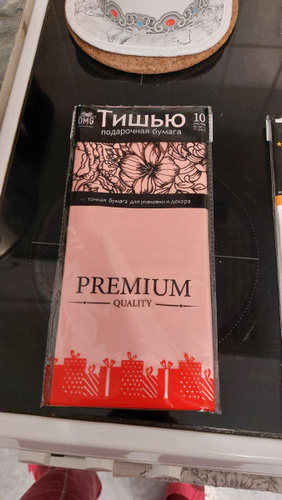 OMG
Тишью
10
подарочная бумага
тонкая бумага для упаковки и декора
PREMIUM
QUALITY